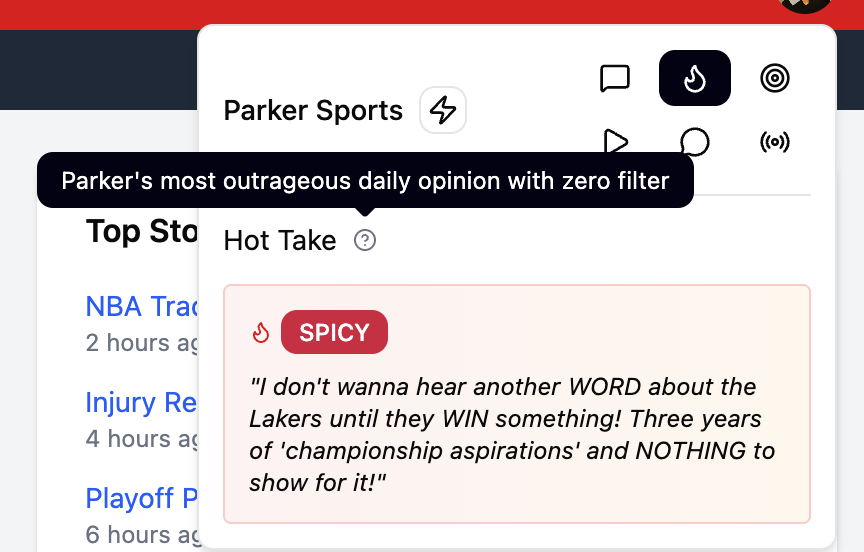 Parker Sports
Parker's most outrageous daily opinion with zero filter
Top Sto
Hot Take
NBA Trad
2 hours ag
Injury Re
4 hours ag
Playoff P
6 hours ag
SPICY
"I don't wanna hear another WORD about the
Lakers until they WIN something! Three years
of 'championship aspirations' and NOTHING to
show for it!"